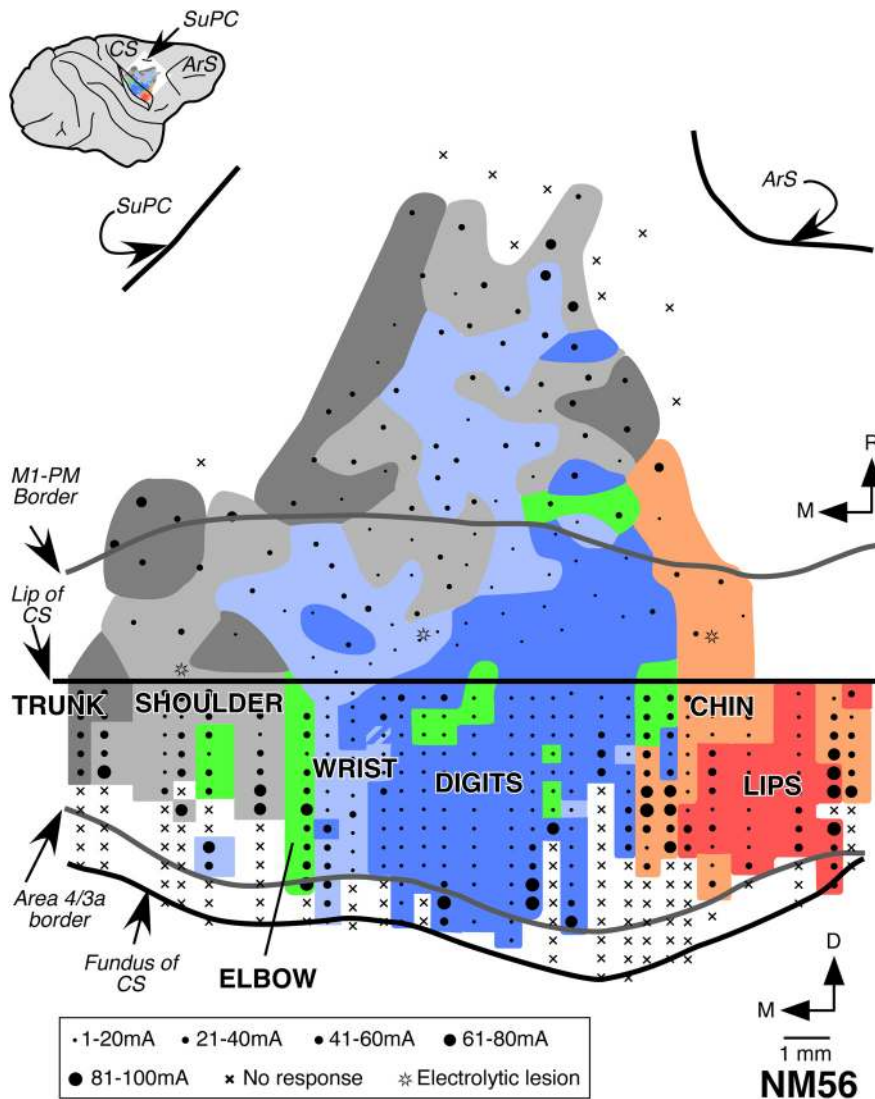 SuPC
CS
ArS
SuPC
ArS
R
M
M1-PM
Border
Lip of
CS
TRUNK
SHOULDER
CHIN
WRIST
DIGITS
LIPS
Area 4/3a
border
Fundus of
CS
ELBOW
D
M
1-20mA
21-40mA
41-60mA
61-80mA
81-100mA
No response
Electrolytic lesion
1 mm
NM56